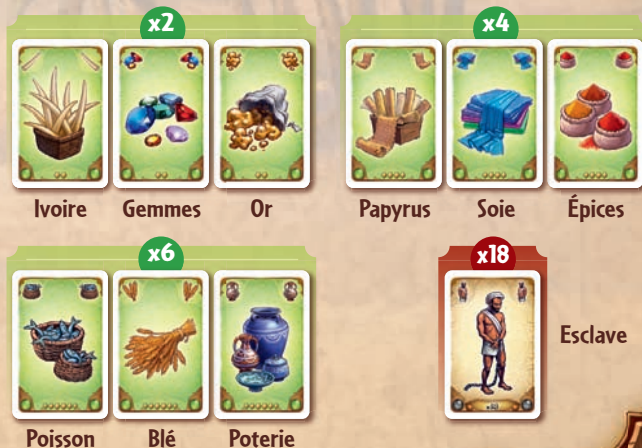 x2
x4
Ivoire Gemmes Or
Papyrus Soie Épices
x6
x18
Esclave
Poisson Blé Poterie